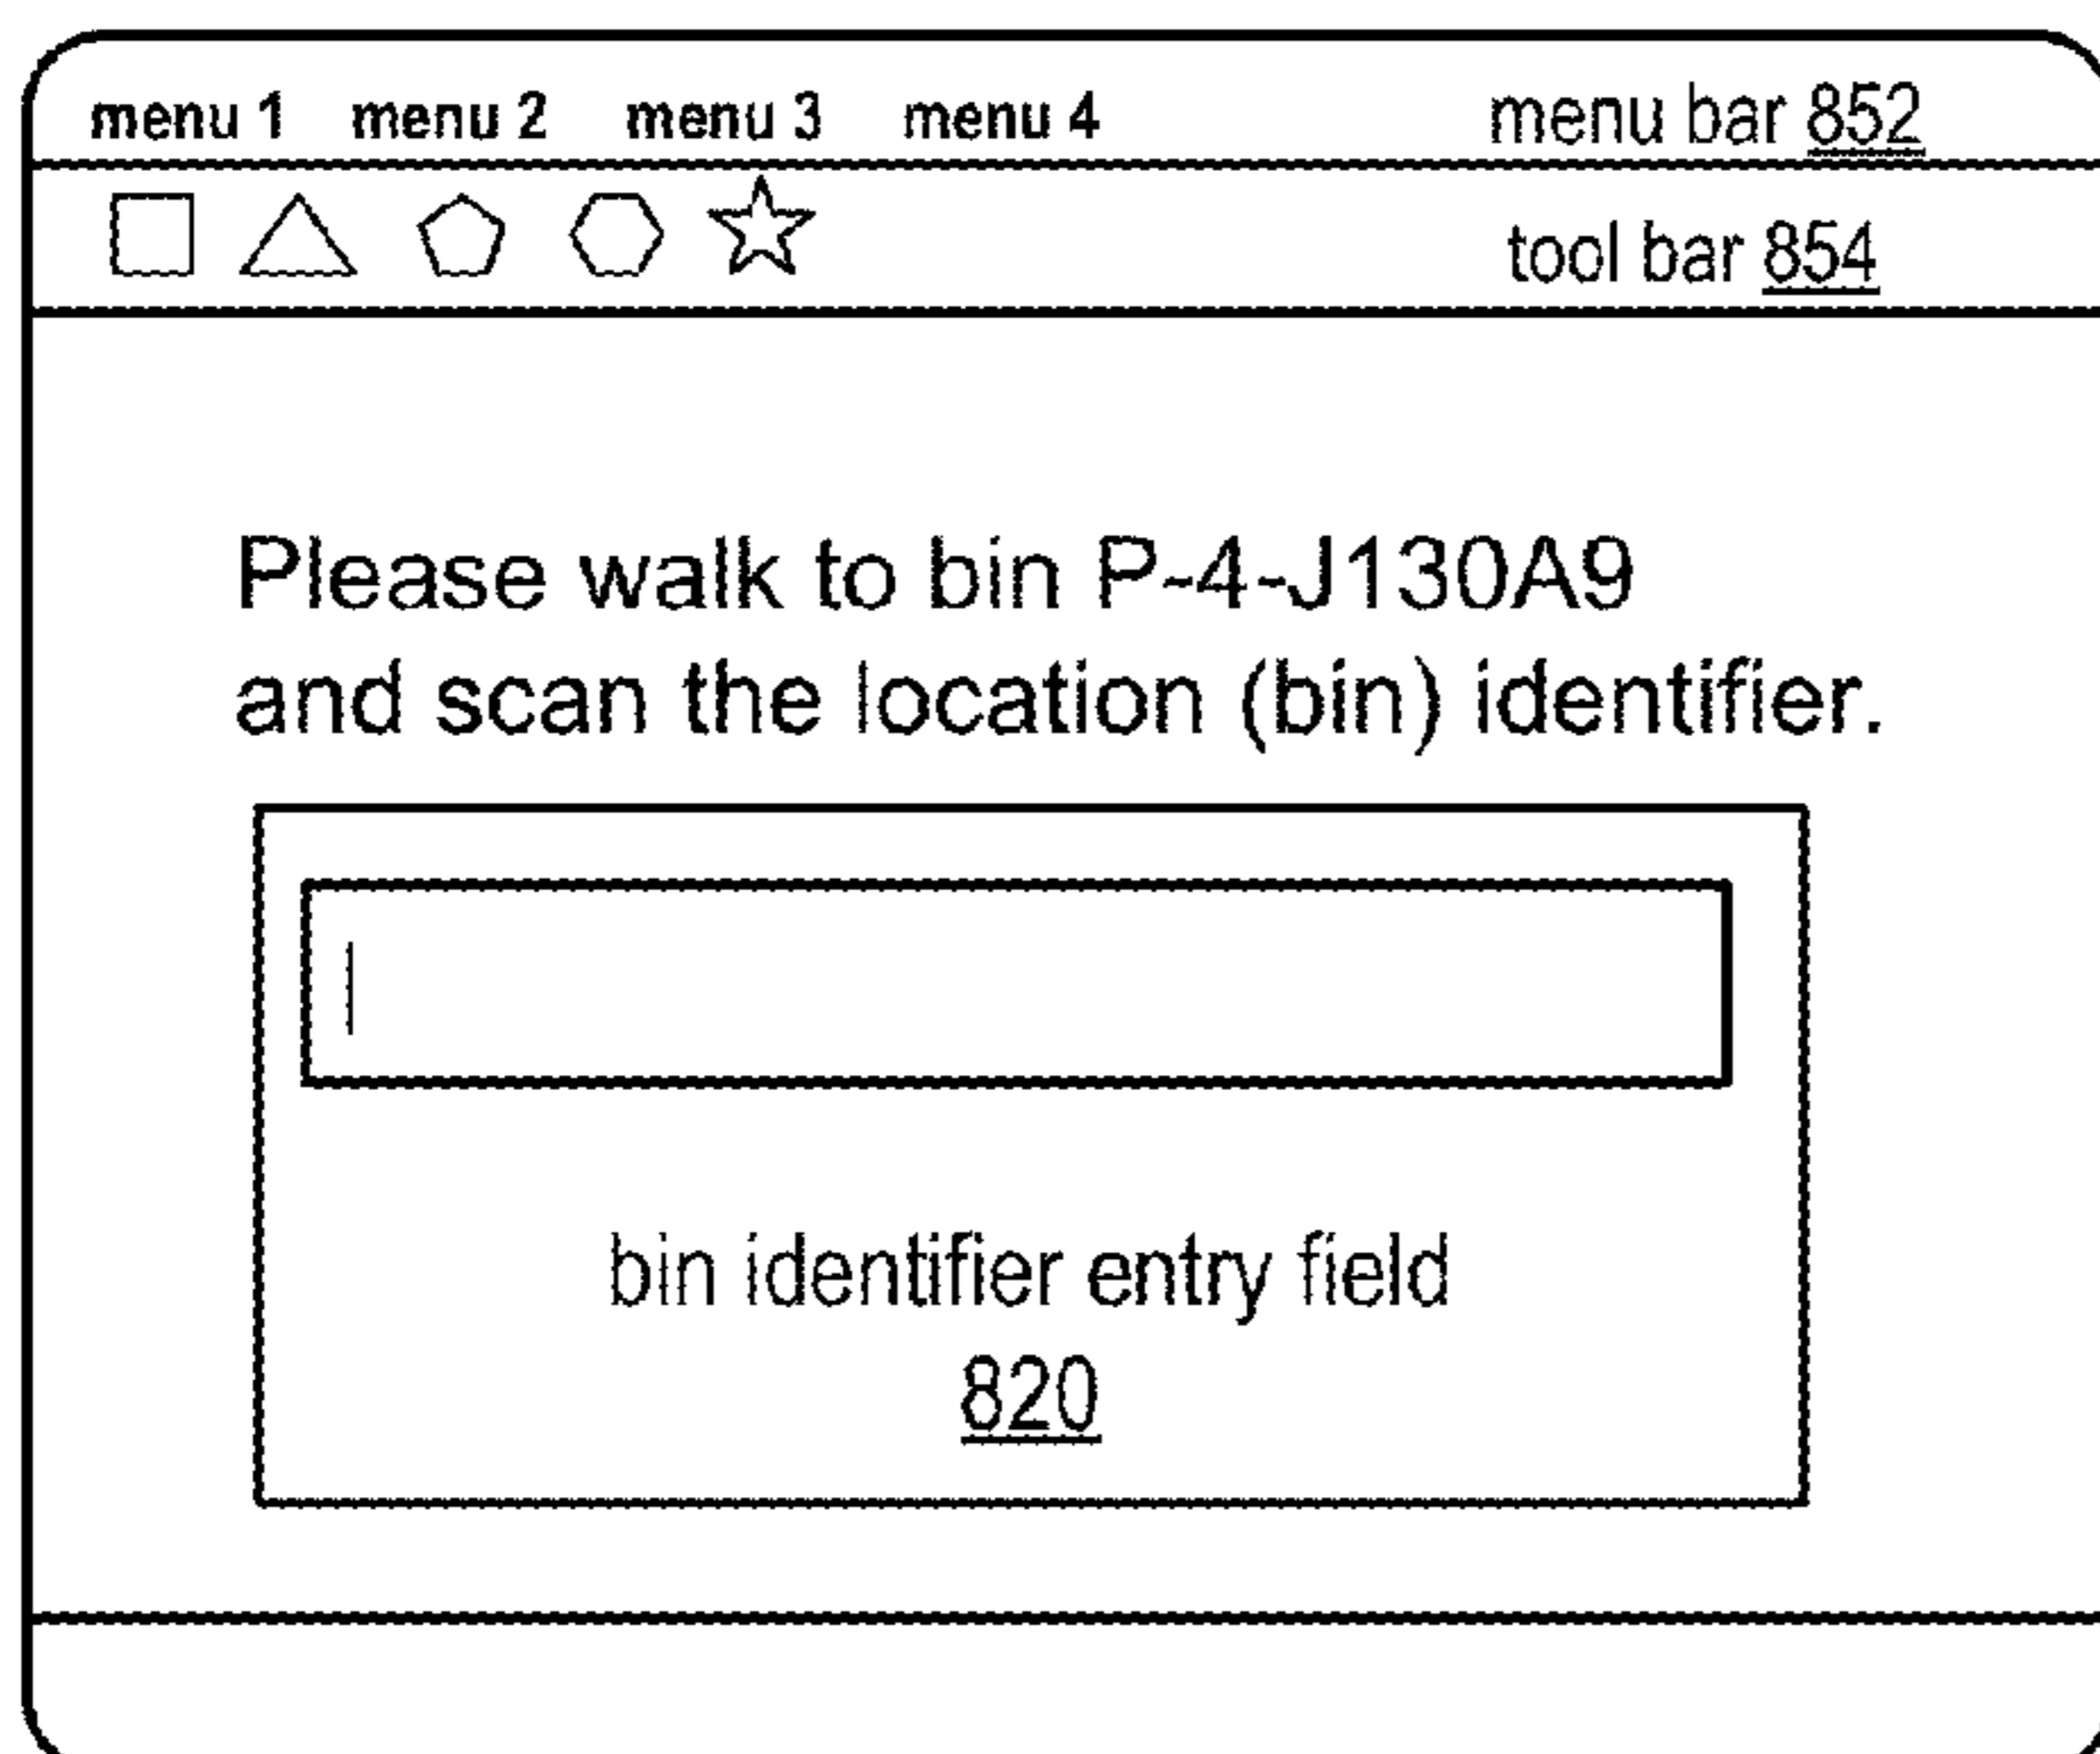 menu 1 menu 2 menu 3 menu 4 menu bar 852
tool bar 854
Please walk to bin P-4-J130A9
and scan the location (bin) identifier.
bin identifier entry field
820